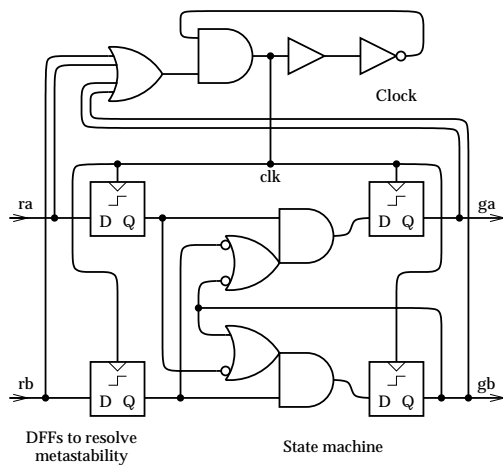 Clock
clk
ra
ga
D Q
D Q
rb
gb
D Q
D Q
DFFs to resolve
metastability
State machine